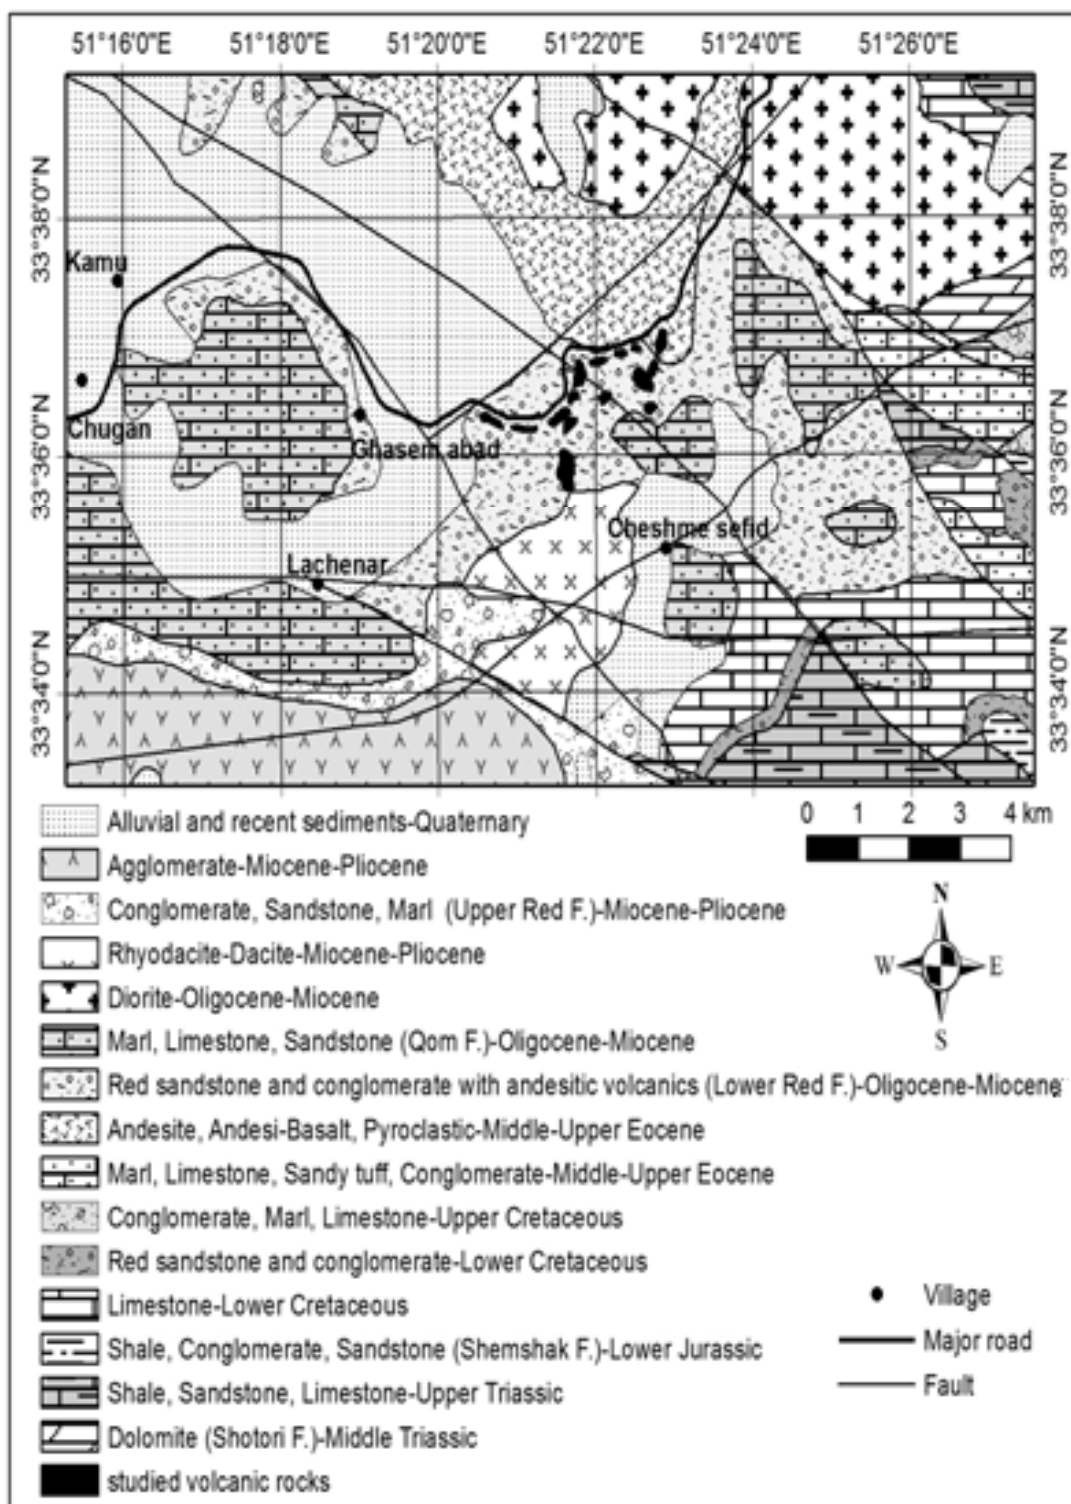 51°16'0"E 51°18'0"E 51°20'0"E 51°22'0"E 51°24'0"E 51°26'0"E
33°38'0"N 33°38'0"N
Kamu
Chugan
33°36'0"N 33°36'0"N
Ghasem abad
Cheshme sefid
Lachenar
33°34'0"N 33°34'0"N
Alluvial and recent sediments-Quaternary
0 1 2 3 4 km
Agglomerate-Miocene-Pliocene
Conglomerate, Sandstone, Marl (Upper Red F.)-Miocene-Pliocene
N
Rhyodacite-Dacite-Miocene-Pliocene
W E
Diorite-Oligocene-Miocene
Marl, Limestone, Sandstone (Qom F.)-Oligocene-Miocene
S
Red sandstone and conglomerate with andesitic volcanics (Lower Red F.)-Oligocene-Miocene
Andesite, Andesi-Basalt, Pyroclastic-Middle-Upper Eocene
Marl, Limestone, Sandy tuff, Conglomerate-Middle-Upper Eocene
Conglomerate, Marl, Limestone-Upper Cretaceous
Red sandstone and conglomerate-Lower Cretaceous
Limestone-Lower Cretaceous
Village
Shale, Conglomerate, Sandstone (Shemshak F.)-Lower Jurassic
Major road
Shale, Sandstone, Limestone-Upper Triassic
Fault
Dolomite (Shotori F.)-Middle Triassic
studied volcanic rocks